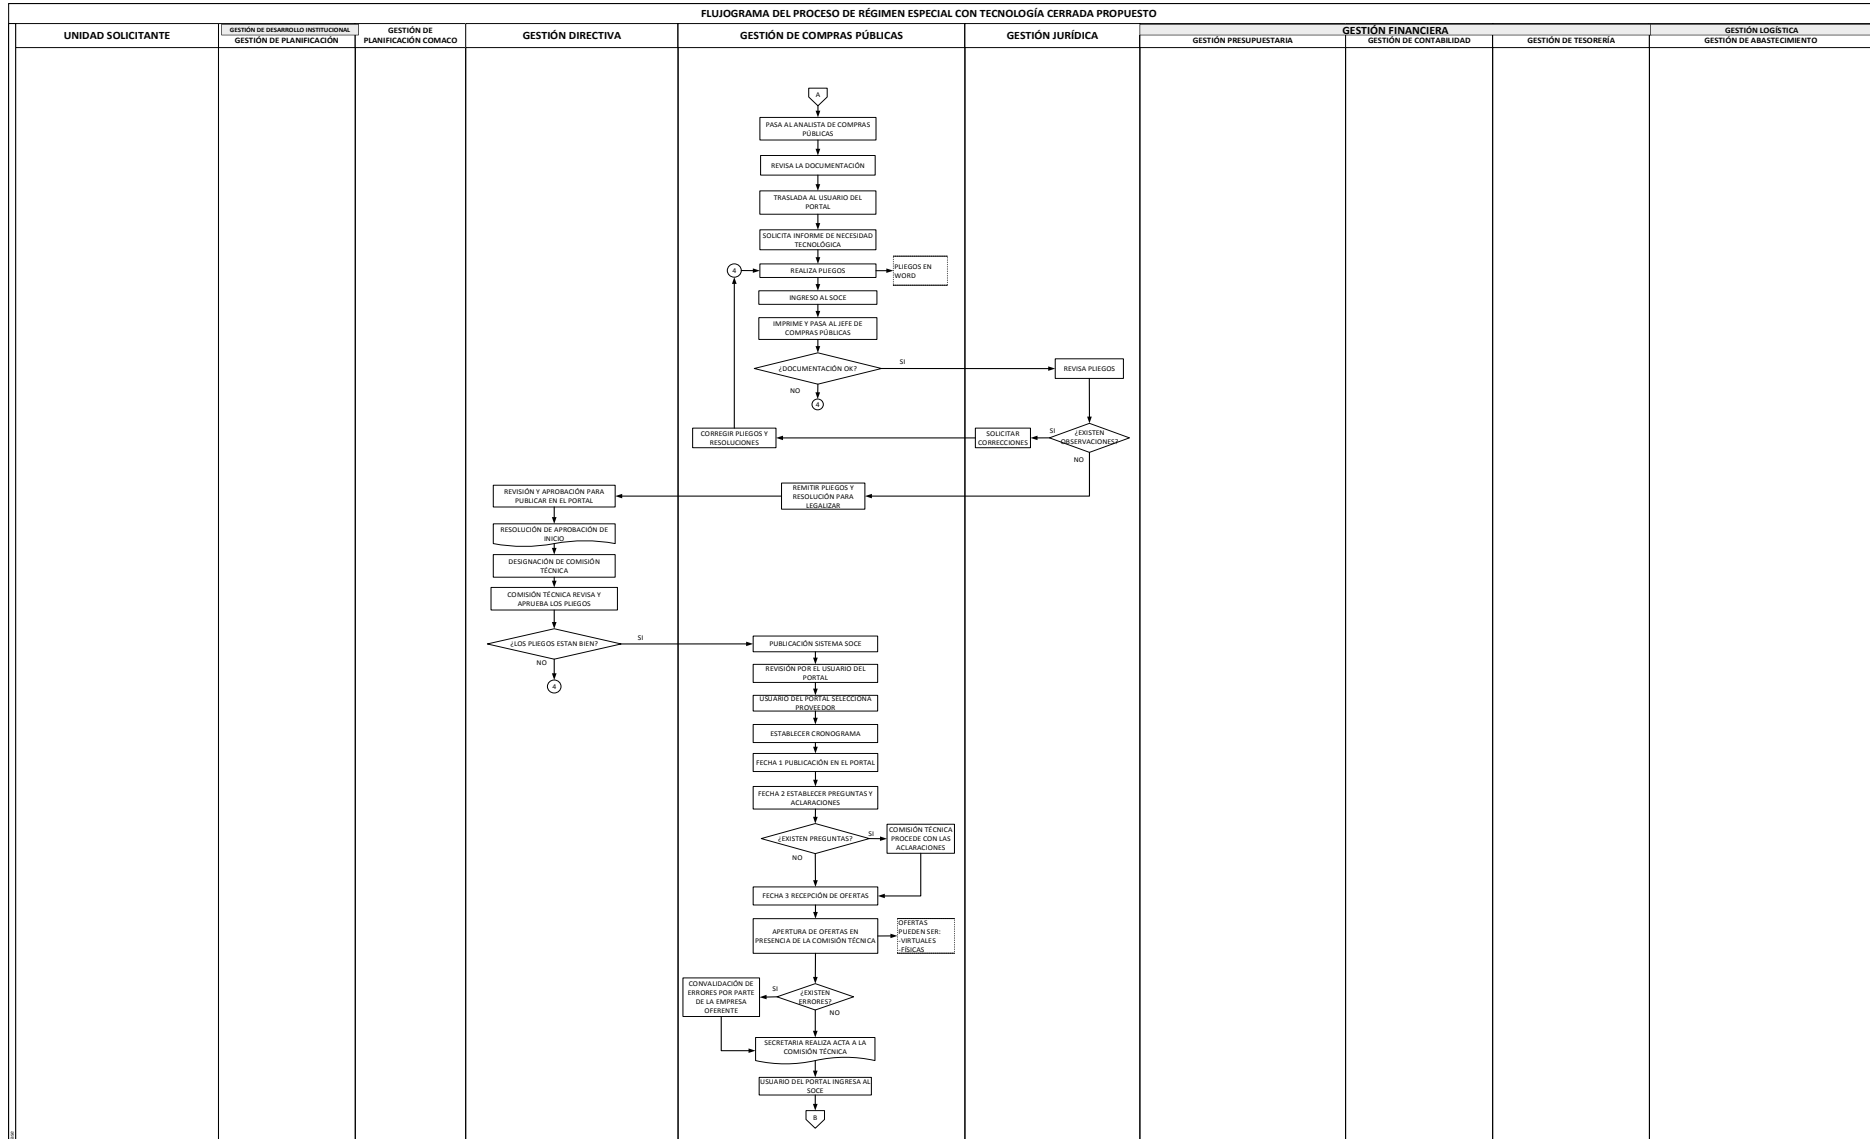 FLUJOGRAMA DEL PROCESO DE RÉGIMEN ESPECIAL CON TECNOLOGÍA CERRADA PROPUESTO
UNIDAD SOLICITANTE
GESTIÓN DE DESARROLLO INSTITUCIONAL
GESTIÓN DE PLANIFICACIÓN
GESTIÓN DE
PLANIFICACIÓN COMACO
GESTIÓN DIRECTIVA
GESTIÓN DE COMPRAS PÚBLICAS
GESTIÓN JURÍDICA
GESTIÓN FINANCIERA
GESTIÓN PRESUPUESTARIA
GESTIÓN DE CONTABILIDAD
GESTIÓN DE TESORERÍA
GESTIÓN LOGÍSTICA
GESTIÓN DE ABASTECIMIENTO
A
PASA AL ANALISTA DE COMPRAS
PÚBLICAS
REVISA LA DOCUMENTACIÓN
TRASLADA AL USUARIO DEL
PORTAL
SOLICITA INFORME DE NECESIDAD
TECNOLÓGICA
4
REALIZA PLIEGOS
PLIEGOS EN
WORD
INGRESO AL SOCE
IMPRIME Y PASA AL JEFE DE
COMPRAS PÚBLICAS
¿DOCUMENTACIÓN OK?
SI
REVISA PLIEGOS
NO
4
CORREGIR PLIEGOS Y
RESOLUCIONES
SOLICITAR
CORRECCIONES
SI
¿EXISTEN
OBSERVACIONES?
NO
REVISIÓN Y APROBACIÓN PARA
PUBLICAR EN EL PORTAL
REMITIR PLIEGOS Y
RESOLUCIÓN PARA
LEGALIZAR
RESOLUCIÓN DE APROBACIÓN DE
INICIO
DESIGNACIÓN DE COMISIÓN
TÉCNICA
COMISIÓN TÉCNICA REVISA Y
APRUEBA LOS PLIEGOS
¿LOS PLIEGOS ESTAN BIEN?
SI
NO
4
PUBLICACIÓN SISTEMA SOCE
REVISIÓN POR EL USUARIO DEL
PORTAL
USUARIO DEL PORTAL SELECCIONA
PROVEEDOR
ESTABLECER CRONOGRAMA
FECHA 1 PUBLICACIÓN EN EL PORTAL
FECHA 2 ESTABLECER PREGUNTAS Y
ACLARACIONES
¿EXISTEN PREGUNTAS?
SI
COMISIÓN TÉCNICA
PROCEDE CON LAS
ACLARACIONES
NO
FECHA 3 RECEPCIÓN DE OFERTAS
APERTURA DE OFERTAS EN
PRESENCIA DE LA COMISIÓN TÉCNICA
OFERTAS
PUEDEN SER:
-VIRTUALES
-FÍSICAS
CONVALIDACIÓN DE
ERRORES POR PARTE
DE LA EMPRESA
OFERENTE
SI
¿EXISTEN
ERRORES?
NO
SECRETARIA REALIZA ACTA A LA
COMISIÓN TÉCNICA
USUARIO DEL PORTAL INGRESA AL
SOCE
B